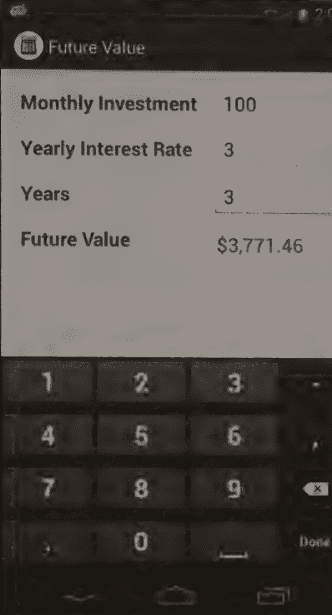 Future Value
Monthly Investment 100
Yearly Interest Rate 3
Years 3
Future Value $3,771.46
1 2 3 -
4 5 6
7 8 9
0
Done